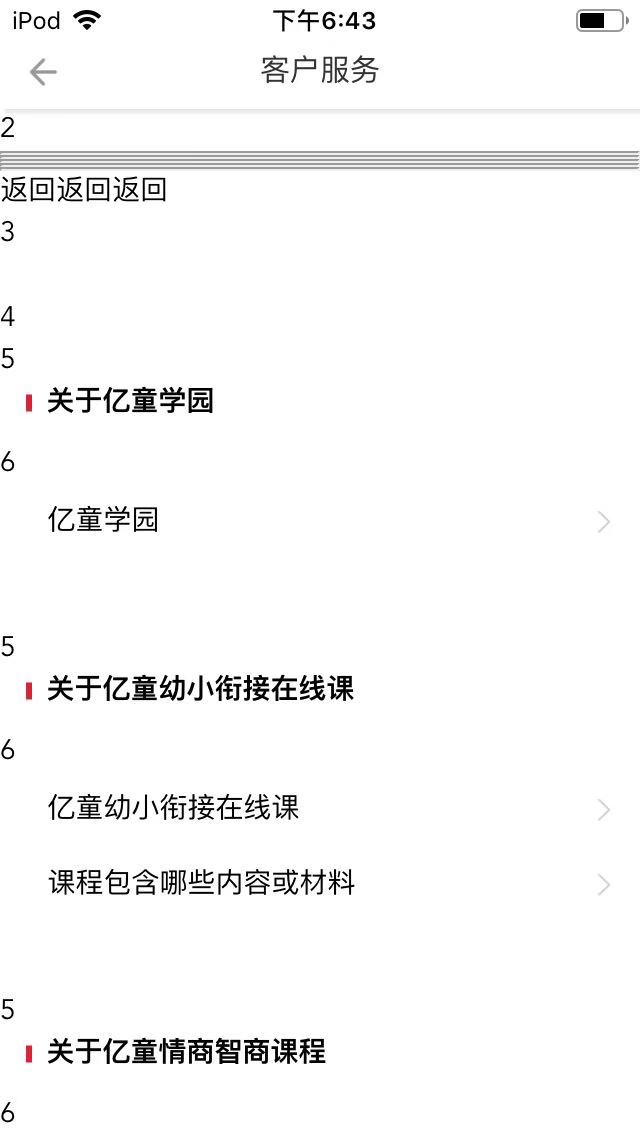 iPod 下午6:43
客户服务
2
返回返回返回
3
4
5
关于亿童学园
6
亿童学园
5
关于亿童幼小衔接在线课
6
亿童幼小衔接在线课
课程包含哪些内容或材料
5
关于亿童情商智商课程
6